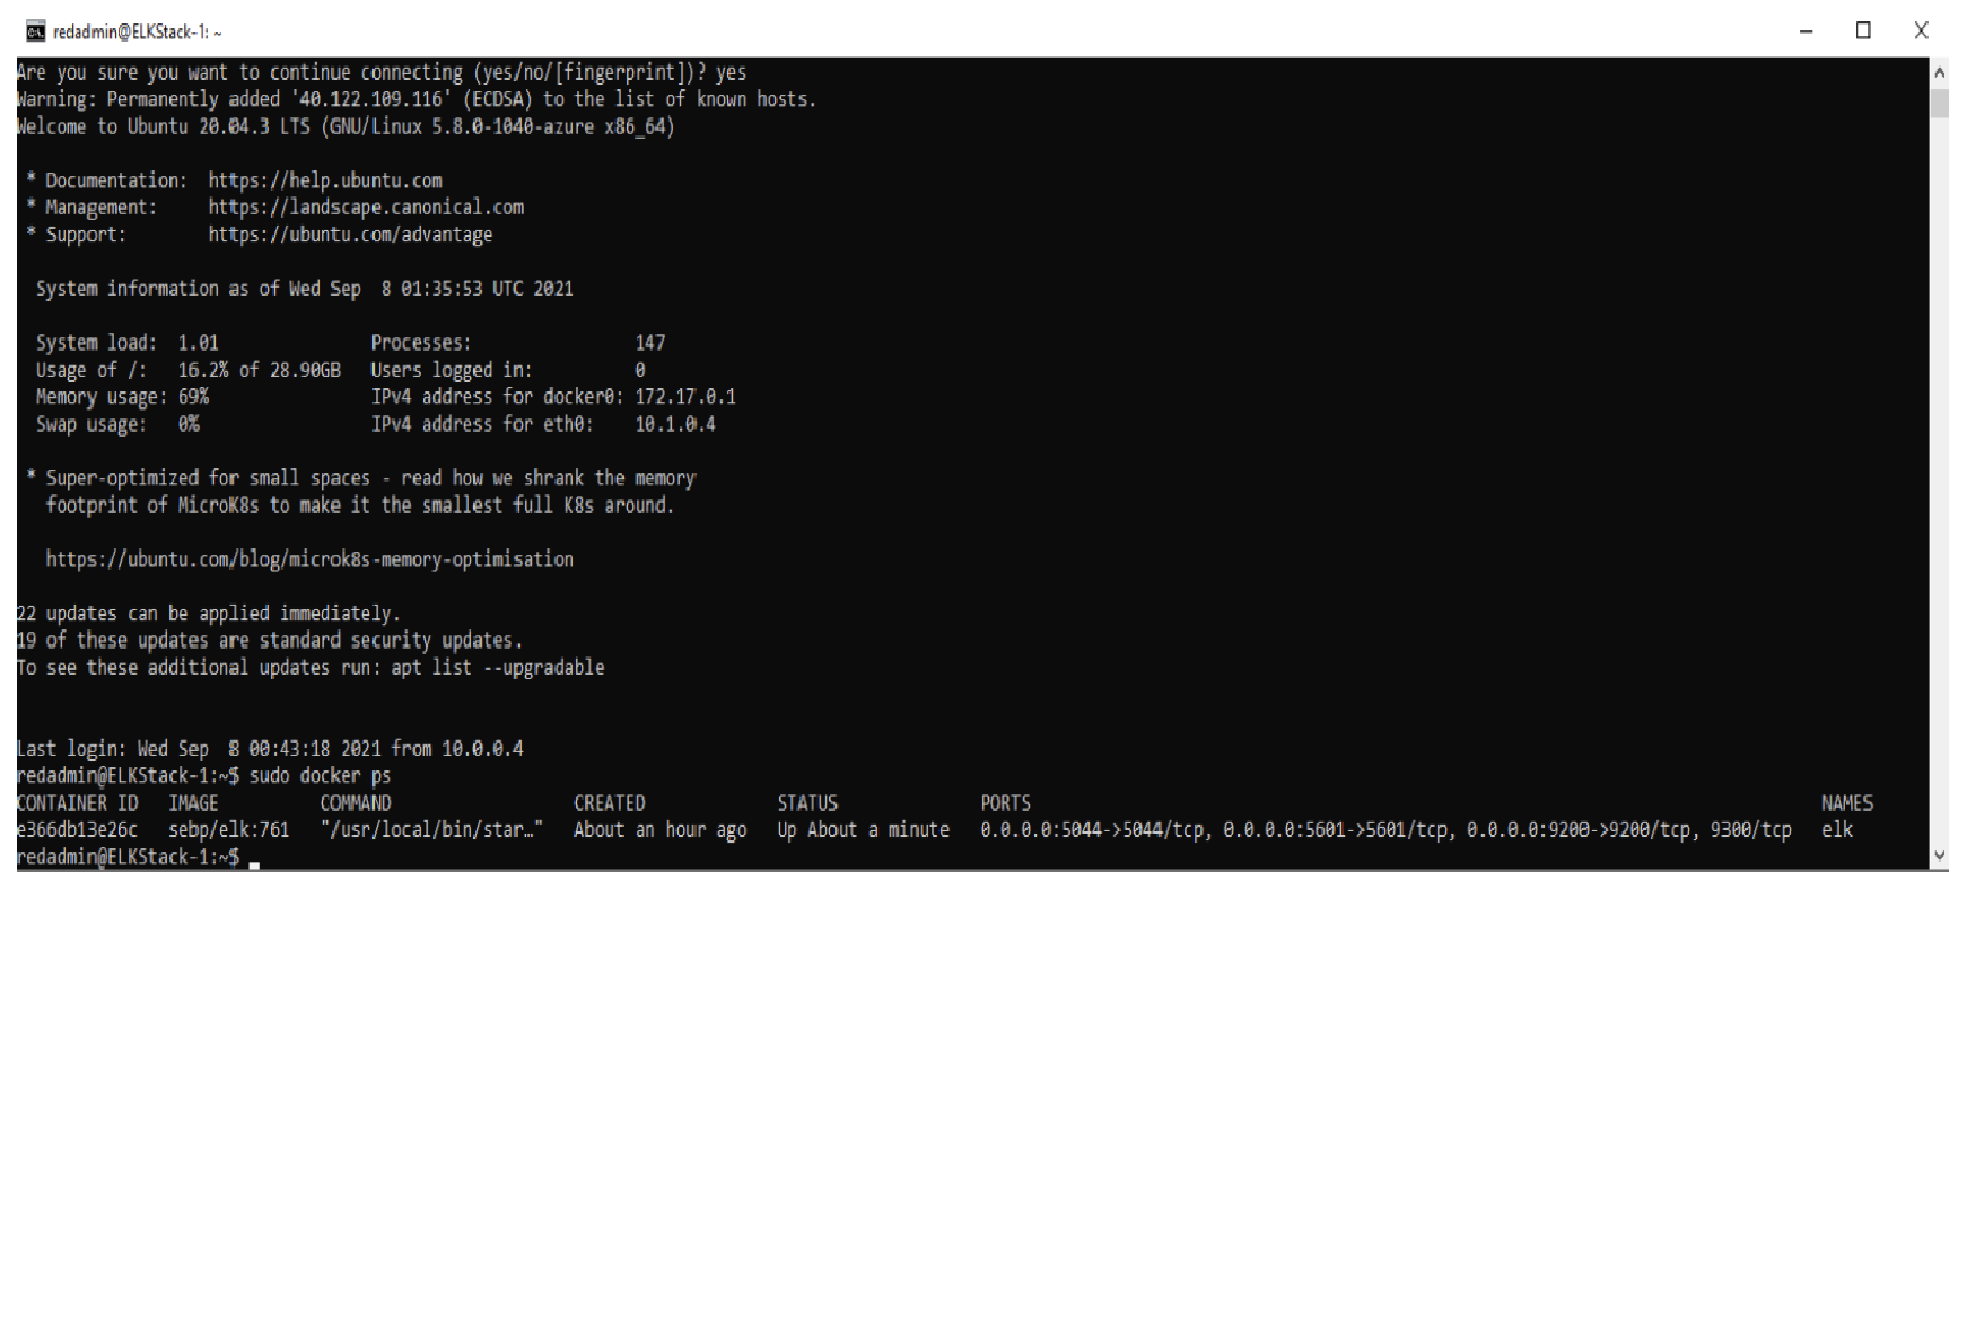 redadmin@ELKStack-1: ~
Are you sure you want to continue connecting (yes/no/[fingerprint])? yes
Warning: Permanently added '40.122.109.116' (ECDSA) to the list of known hosts.
Welcome to Ubuntu 20.04.3 LTS (GNU/Linux 5.8.0-1040-azure x86_64)
* Documentation:  https://help.ubuntu.com
* Management:     https://landscape.canonical.com
* Support:        https://ubuntu.com/advantage
System information as of Wed Sep  8 01:35:53 UTC 2021
System load:  1.01               Processes:                147
Usage of /:   16.2% of 28.90GB   Users logged in:          0
Memory usage: 69%                IPv4 address for docker0: 172.17.0.1
Swap usage:   0%                 IPv4 address for eth0:    10.1.0.4
* Super-optimized for small spaces - read how we shrank the memory
footprint of MicroK8s to make it the smallest full K8s around.
https://ubuntu.com/blog/microk8s-memory-optimisation
22 updates can be applied immediately.
19 of these updates are standard security updates.
To see these additional updates run: apt list --upgradable
Last login: Wed Sep  8 00:43:18 2021 from 10.0.0.4
redadmin@ELKStack-1:~$ sudo docker ps
CONTAINER ID   IMAGE          COMMAND                  CREATED             STATUS              PORTS                                                                              NAMES
e366db13e26c   sebp/elk:761   "/usr/local/bin/star…"   About an hour ago   Up About a minute   0.0.0.0:5044->5044/tcp, 0.0.0.0:5601->5601/tcp, 0.0.0.0:9200->9200/tcp, 9300/tcp   elk
redadmin@ELKStack-1:~$